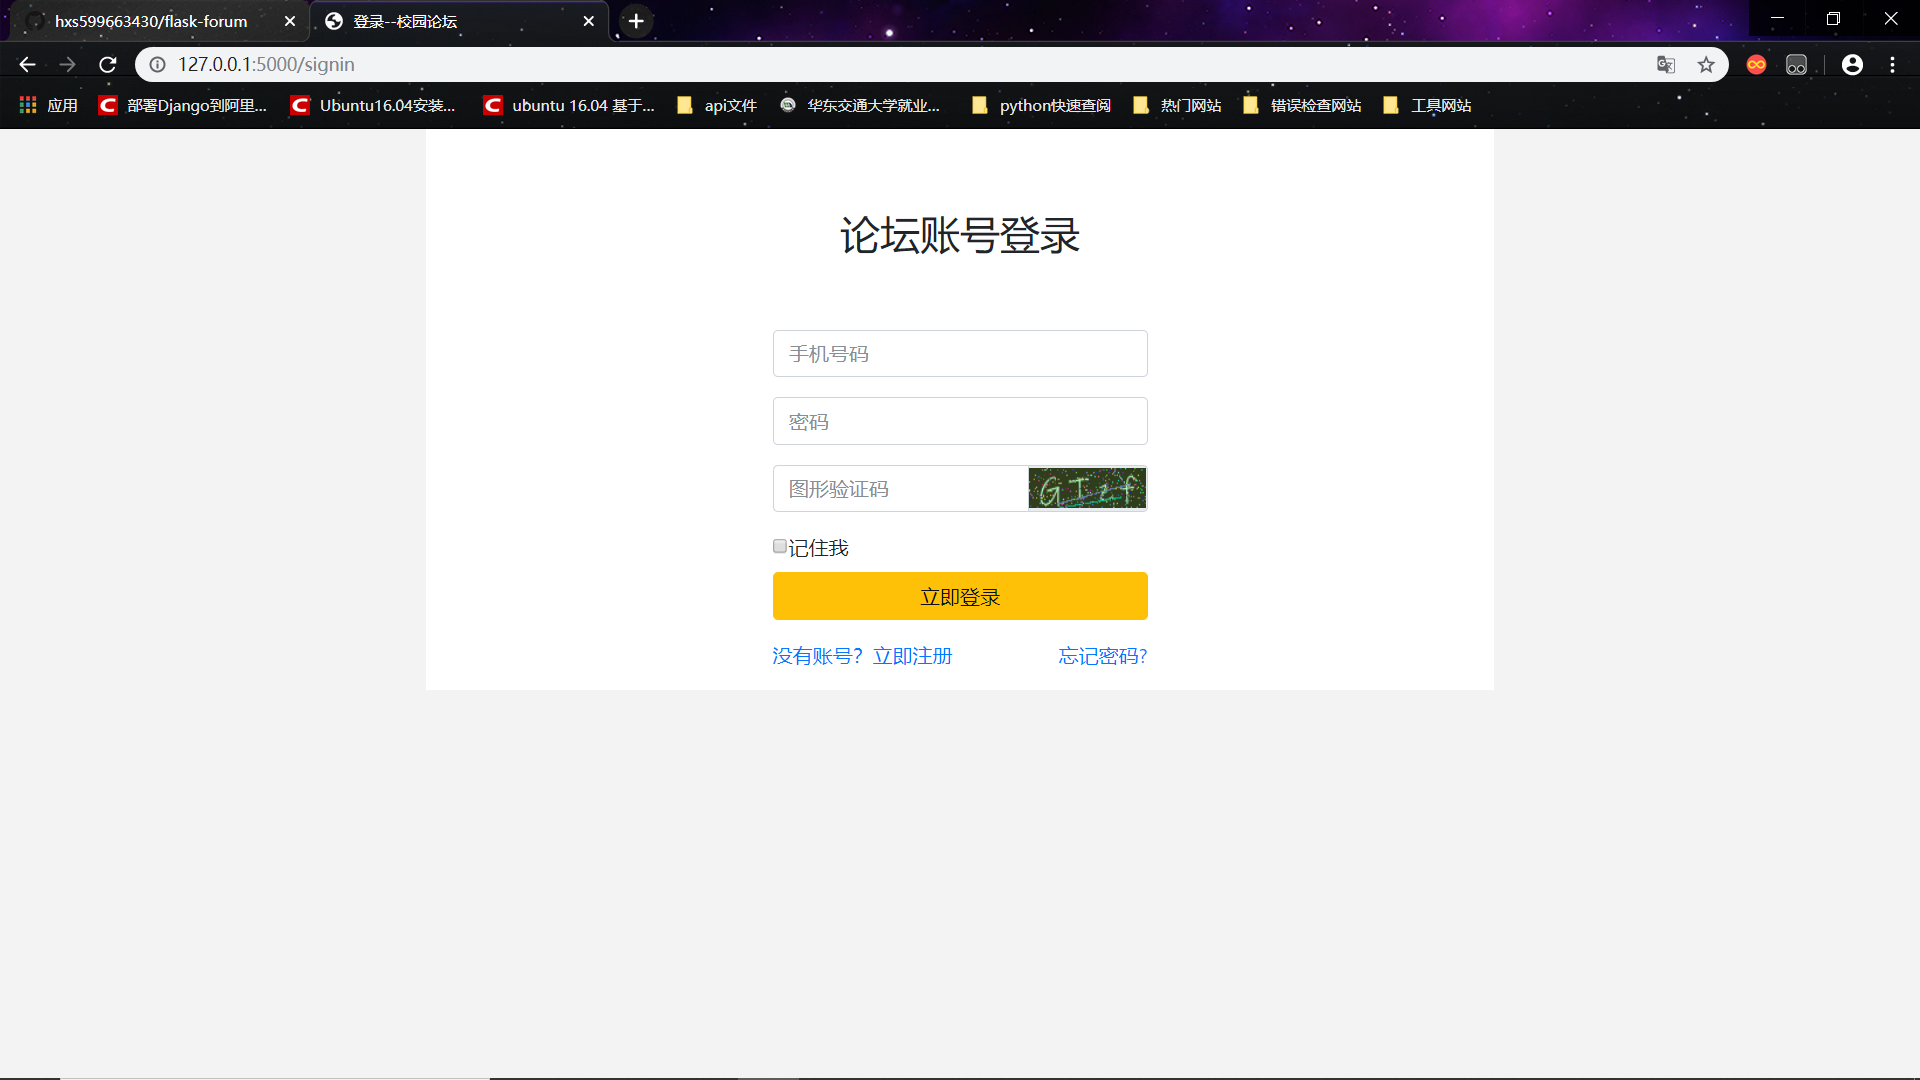 hxs599663430/flask-forum
登录--校园论坛
127.0.0.1:5000/signin
应用
部署Django到阿里...
Ubuntu16.04安装...
ubuntu 16.04 基于...
api文件
华东交通大学就业...
python快速查阅
热门网站
错误检查网站
工具网站
论坛账号登录
手机号码
密码
图形验证码
GIzf
记住我
立即登录
没有账号？立即注册
忘记密码?